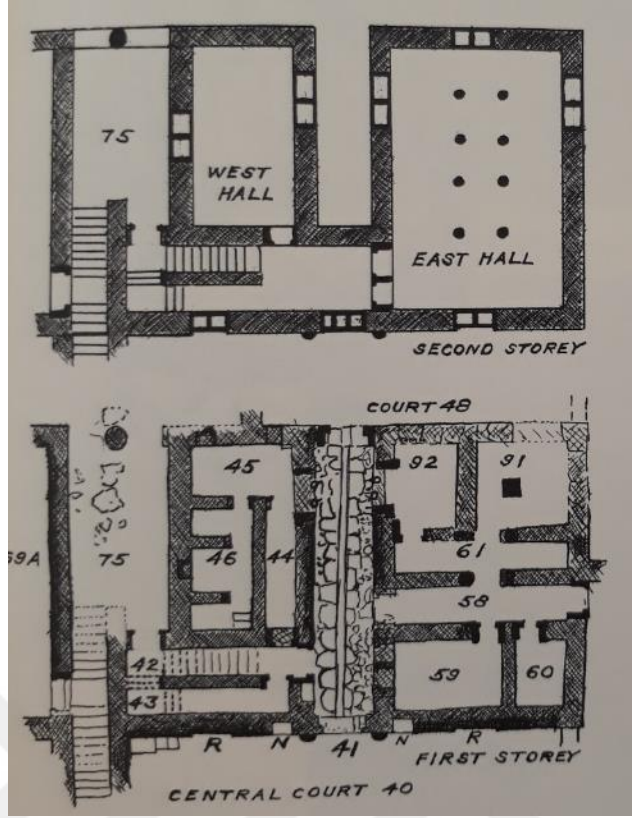 75
WEST
HALL
EAST HALL
SECOND STOREY
COURT 48
45
92
91
69A
75
46
44
61
58
42
59
60
43
R
N
41
N
R
FIRST STOREY
CENTRAL COURT 40